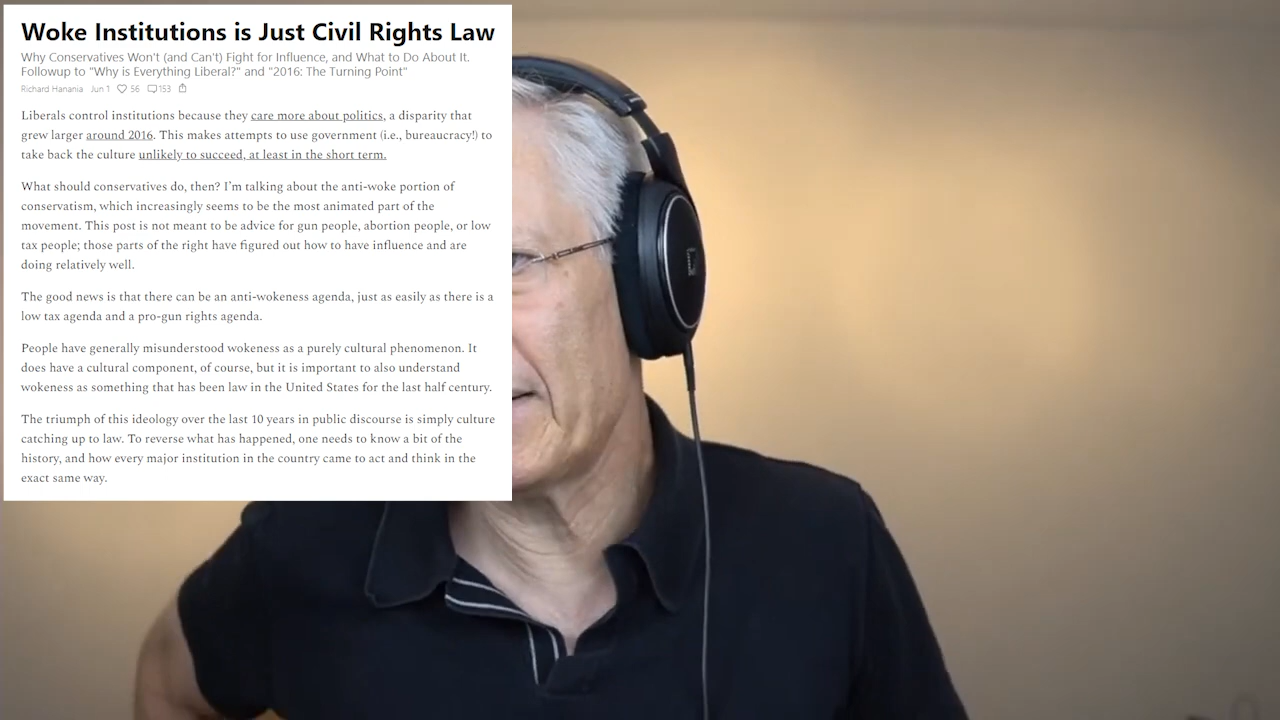 Woke Institutions is Just Civil Rights Law
Why Conservatives Won't (and Can't) Fight for Influence, and What to Do About It.
Followup to "Why is Everything Liberal?" and "2016: The Turning Point"
Richard Hanania Jun 1 56 153
Liberals control institutions because they care more about politics, a disparity that
grew larger around 2016. This makes attempts to use government (i.e., bureaucracy!) to
take back the culture unlikely to succeed, at least in the short term.
What should conservatives do, then? I'm talking about the anti-woke portion of
conservatism, which increasingly seems to be the most animated part of the
movement. This post is not meant to be advice for gun people, abortion people, or low
tax people; those parts of the right have figured out how to have influence and are
doing relatively well.
The good news is that there can be an anti-wokeness agenda, just as easily as there is a
low tax agenda and a pro-gun rights agenda.
People have generally misunderstood wokeness as a purely cultural phenomenon. It
does have a cultural component, of course, but it is important to also understand
wokeness as something that has been law in the United States for the last half century.
The triumph of this ideology over the last 10 years in public discourse is simply culture
catching up to law. To reverse what has happened, one needs to know a bit of the
history, and how every major institution in the country came to act and think in the
exact same way.